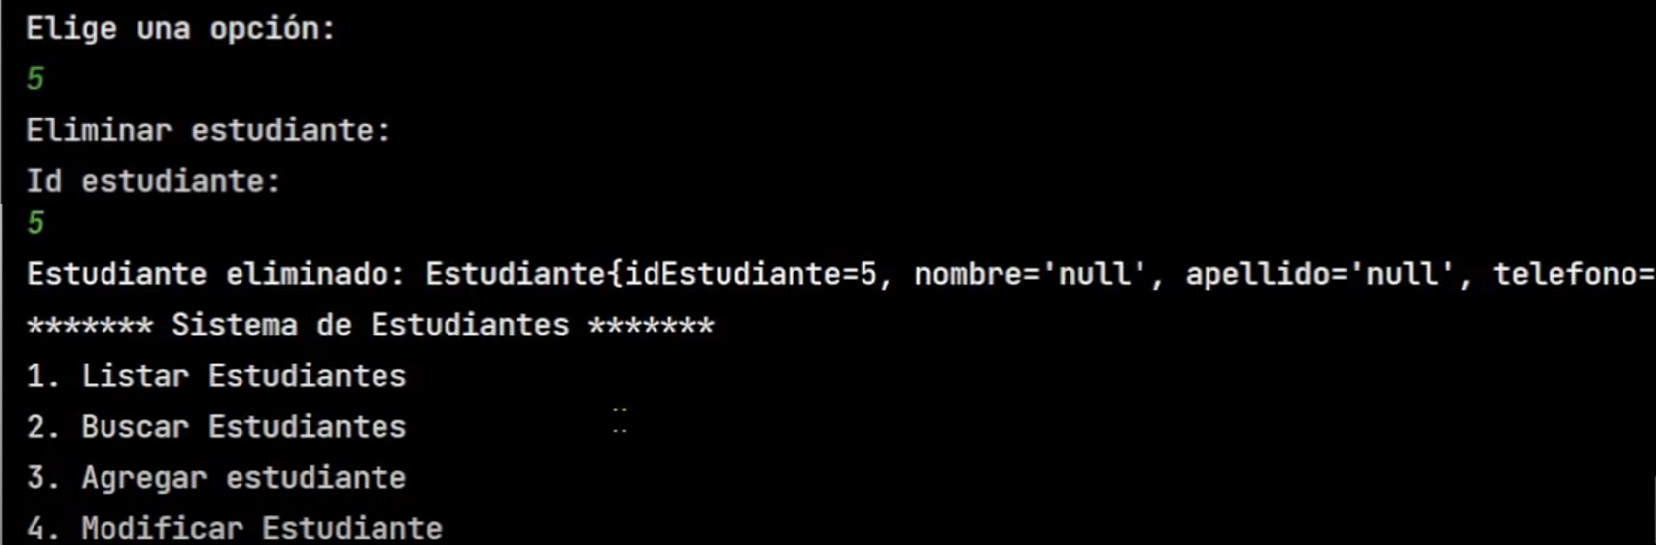 Elige una opción:
5
Eliminar estudiante:
Id estudiante:
5
Estudiante eliminado: Estudiante{idEstudiante=5, nombre='null', apellido='null', telefono=
******* Sistema de Estudiantes *******
1. Listar Estudiantes
2. Buscar Estudiantes
3. Agregar estudiante
4. Modificar Estudiante